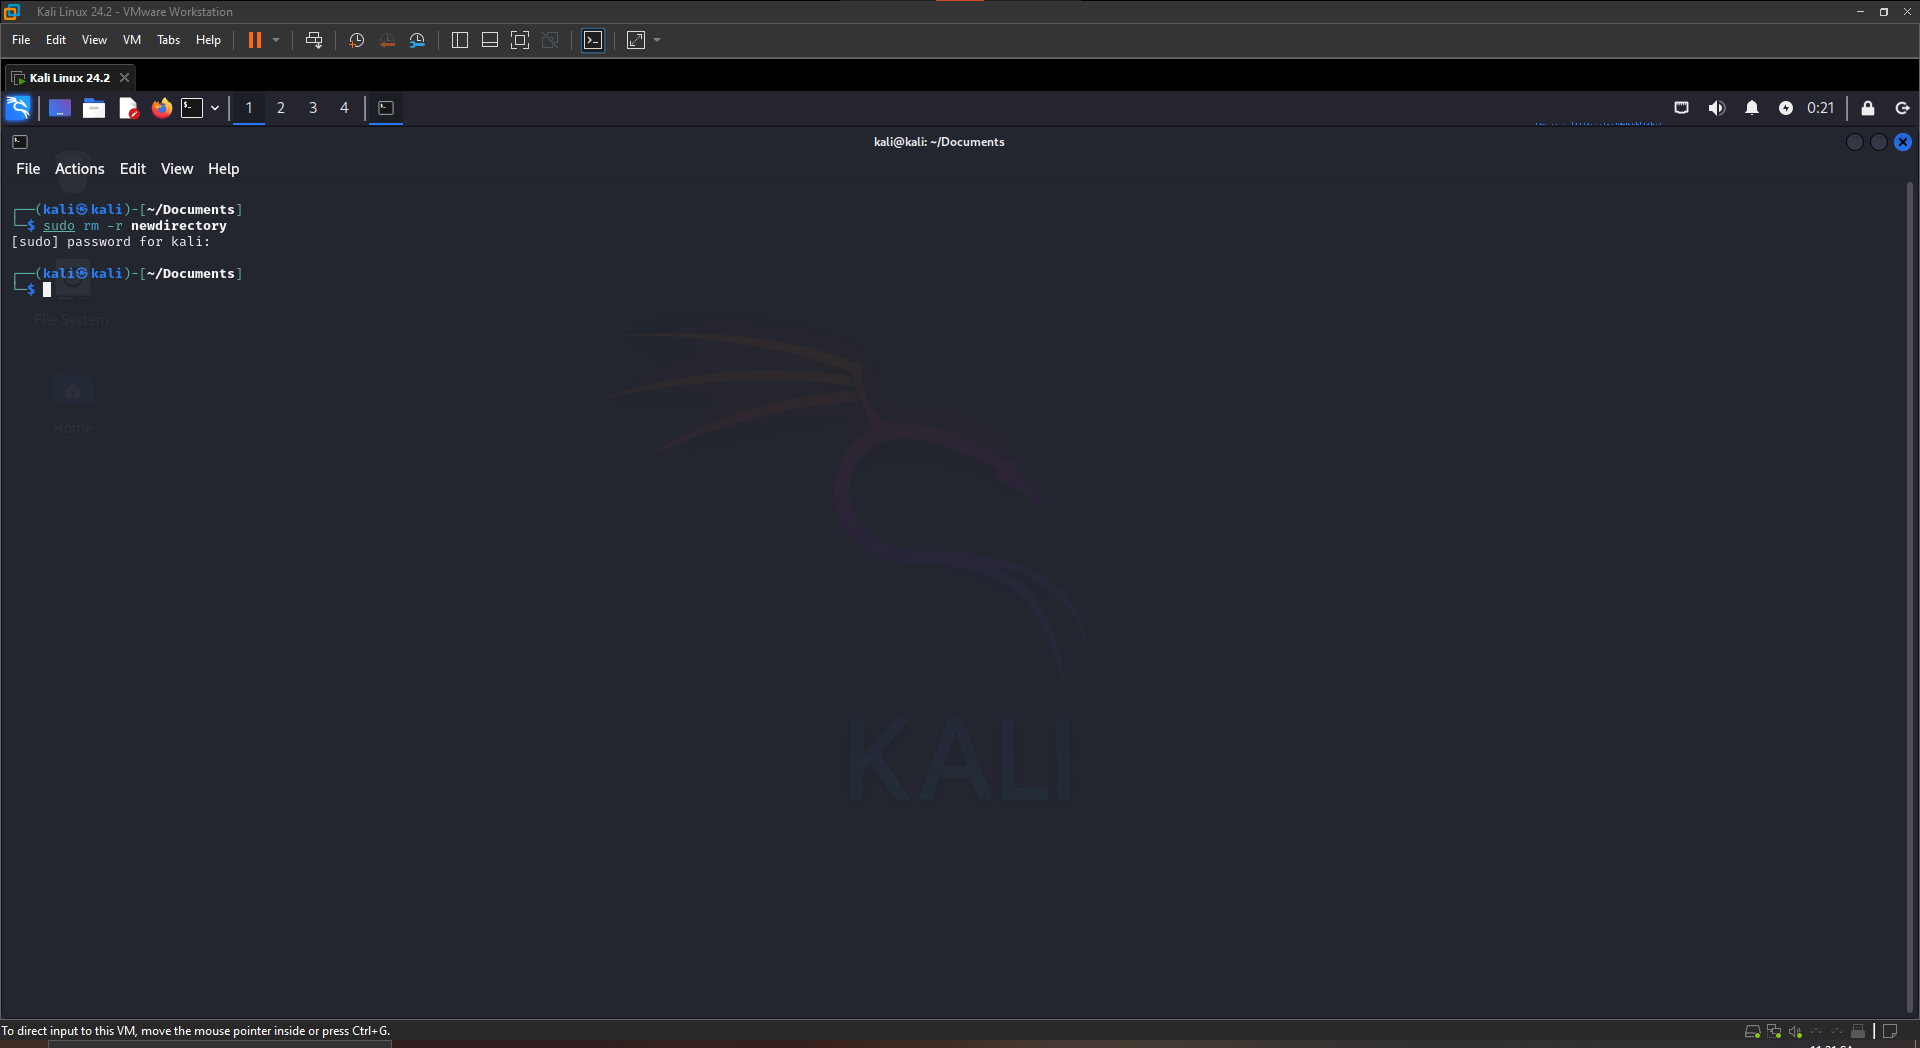 Kali Linux 24.2 - VMware Workstation
File Edit View VM Tabs Help
Kali Linux 24.2
1 2 3 4 0:21
kali@kali: ~/Documents
File Actions Edit View Help
┌──(kali㉿kali)-[~/Documents]
└─$ sudo rm -r newdirectory
[sudo] password for kali:
┌──(kali㉿kali)-[~/Documents]
└─$
File System
Home
KALI
To direct input to this VM, move the mouse pointer inside or press Ctrl+G.